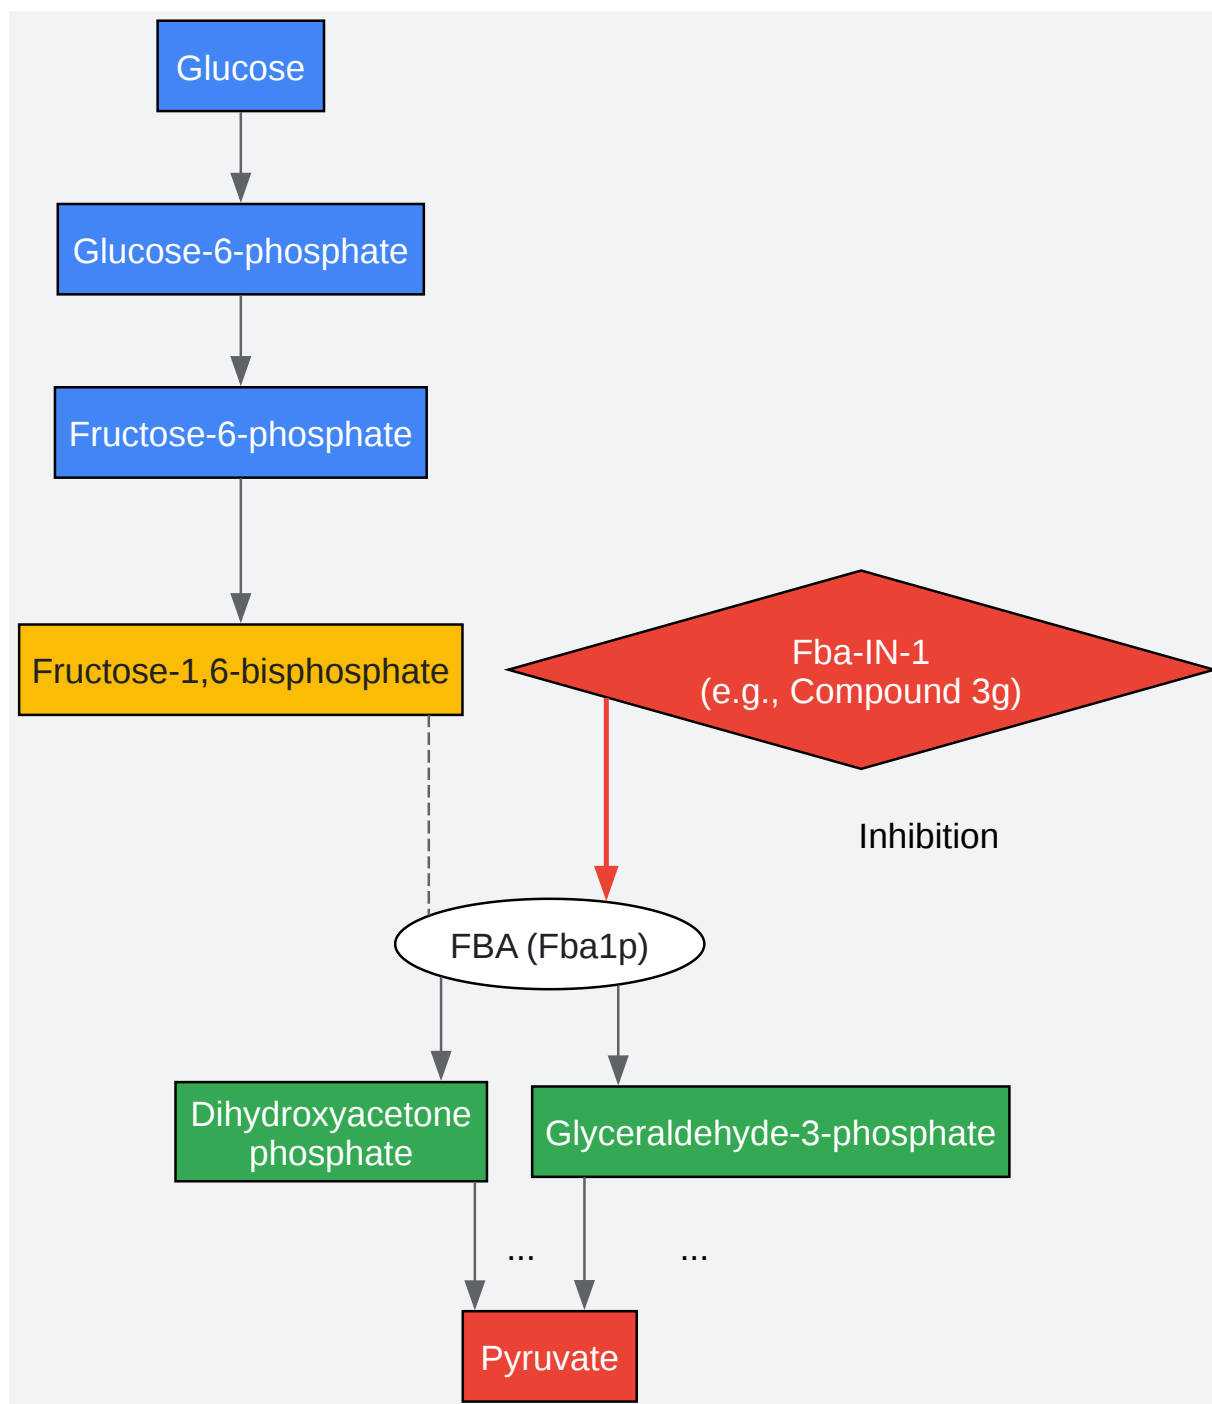 Glucose
Glucose-6-phosphate
Fructose-6-phosphate
Fructose-1,6-bisphosphate
Fba-IN-1
(e.g., Compound 3g)
Inhibition
FBA (Fba1p)
Dihydroxyacetone
phosphate
Glyceraldehyde-3-phosphate
...
...
Pyruvate